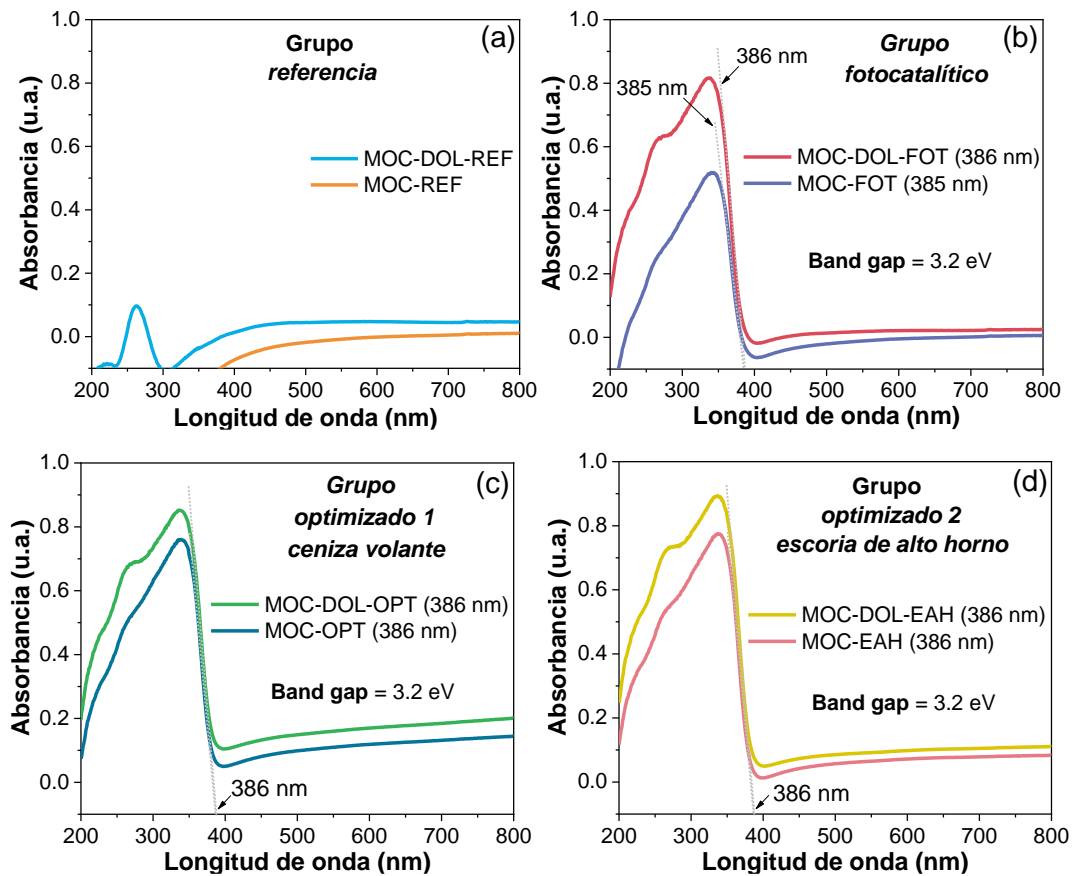 (a)
Grupo
referencia
MOC-DOL-REF
MOC-REF
Absorbancia (u.a.)
1.0
0.8
0.6
0.4
0.2
0.0
200 300 400 500 600 700 800
Longitud de onda (nm)
(b)
Grupo
fotocatalítico
386 nm
385 nm
MOC-DOL-FOT (386 nm)
MOC-FOT (385 nm)
Band gap = 3.2 eV
Absorbancia (u.a.)
1.0
0.8
0.6
0.4
0.2
0.0
200 300 400 500 600 700 800
Longitud de onda (nm)
(c)
Grupo
optimizado 1
ceniza volante
MOC-DOL-OPT (386 nm)
MOC-OPT (386 nm)
Band gap = 3.2 eV
386 nm
Absorbancia (u.a.)
1.0
0.8
0.6
0.4
0.2
0.0
200 300 400 500 600 700 800
Longitud de onda (nm)
(d)
Grupo
optimizado 2
escoria de alto horno
MOC-DOL-EAH (386 nm)
MOC-EAH (386 nm)
Band gap = 3.2 eV
386 nm
Absorbancia (u.a.)
1.0
0.8
0.6
0.4
0.2
0.0
200 300 400 500 600 700 800
Longitud de onda (nm)